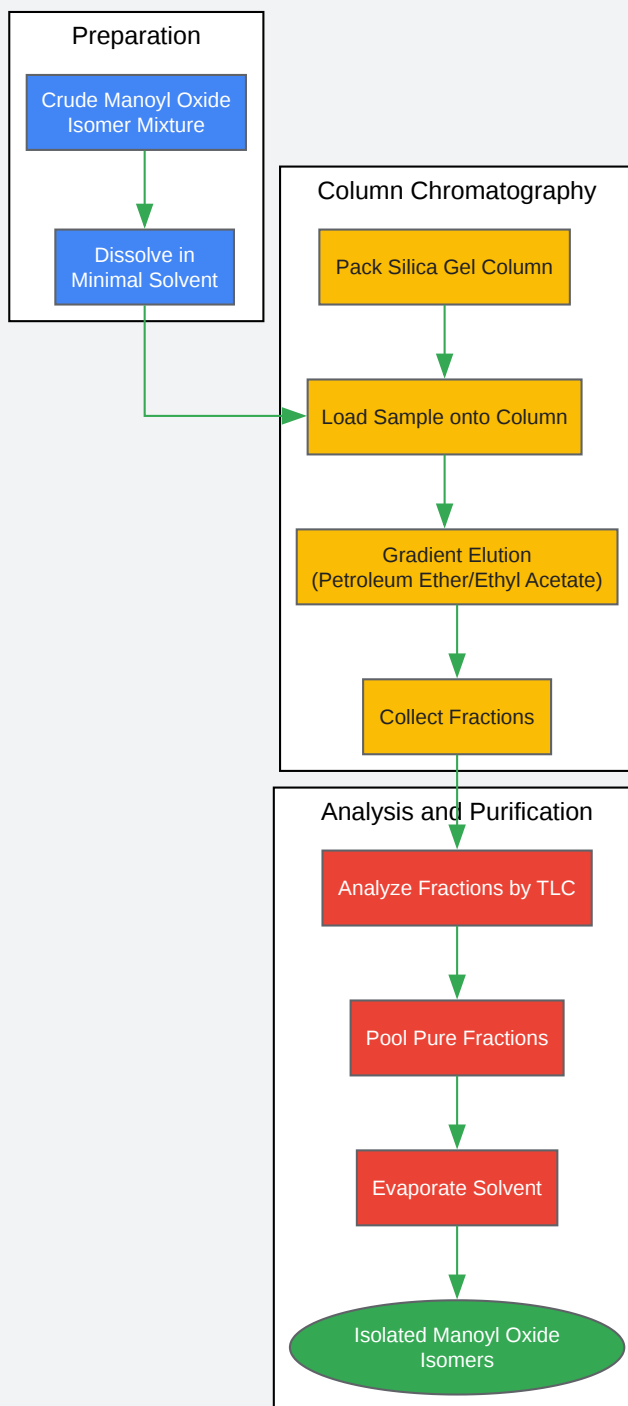 Preparation
Crude Manoyl Oxide
Isomer Mixture
Dissolve in
Minimal Solvent
Column Chromatography
Pack Silica Gel Column
Load Sample onto Column
Gradient Elution
(Petroleum Ether/Ethyl Acetate)
Collect Fractions
Analysis and Purification
Analyze Fractions by TLC
Pool Pure Fractions
Evaporate Solvent
Isolated Manoyl Oxide
Isomers